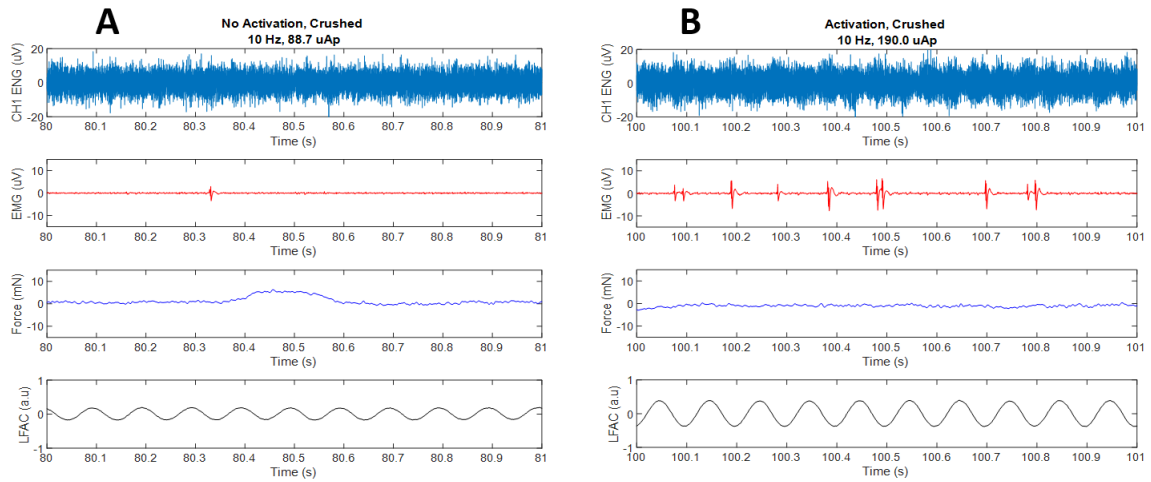 A
No Activation, Crushed
10 Hz, 88.7 uAp
CH1 ENG (uV)
20
0
-20
80 80.1 80.2 80.3 80.4 80.5 80.6 80.7 80.8 80.9 81
Time (s)
EMG (uV)
10
0
-10
80 80.1 80.2 80.3 80.4 80.5 80.6 80.7 80.8 80.9 81
Time (s)
Force (mN)
10
0
-10
80 80.1 80.2 80.3 80.4 80.5 80.6 80.7 80.8 80.9 81
Time (s)
LFAC (a.u)
1
0
-1
80 80.1 80.2 80.3 80.4 80.5 80.6 80.7 80.8 80.9 81
Time (s)
B
Activation, Crushed
10 Hz, 190.0 uAp
CH1 ENG (uV)
20
0
-20
100 100.1 100.2 100.3 100.4 100.5 100.6 100.7 100.8 100.9 101
Time (s)
EMG (uV)
10
0
-10
100 100.1 100.2 100.3 100.4 100.5 100.6 100.7 100.8 100.9 101
Time (s)
Force (mN)
10
0
-10
100 100.1 100.2 100.3 100.4 100.5 100.6 100.7 100.8 100.9 101
Time (s)
LFAC (a.u)
1
0
-1
100 100.1 100.2 100.3 100.4 100.5 100.6 100.7 100.8 100.9 101
Time (s)